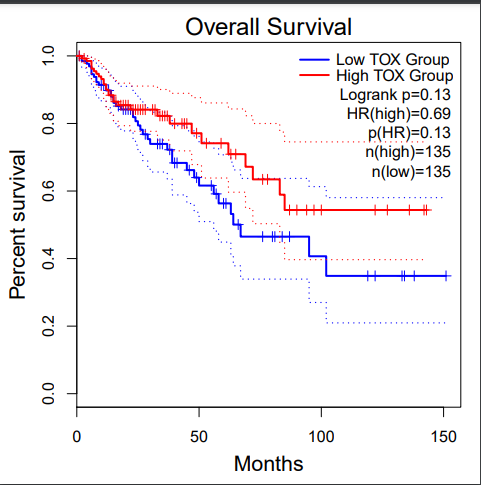 Overall Survival
Low TOX Group
High TOX Group
Logrank p=0.13
HR(high)=0.69
p(HR)=0.13
n(high)=135
n(low)=135
Percent survival
1.0
0.8
0.6
0.4
0.2
0.0
0 50 100 150
Months